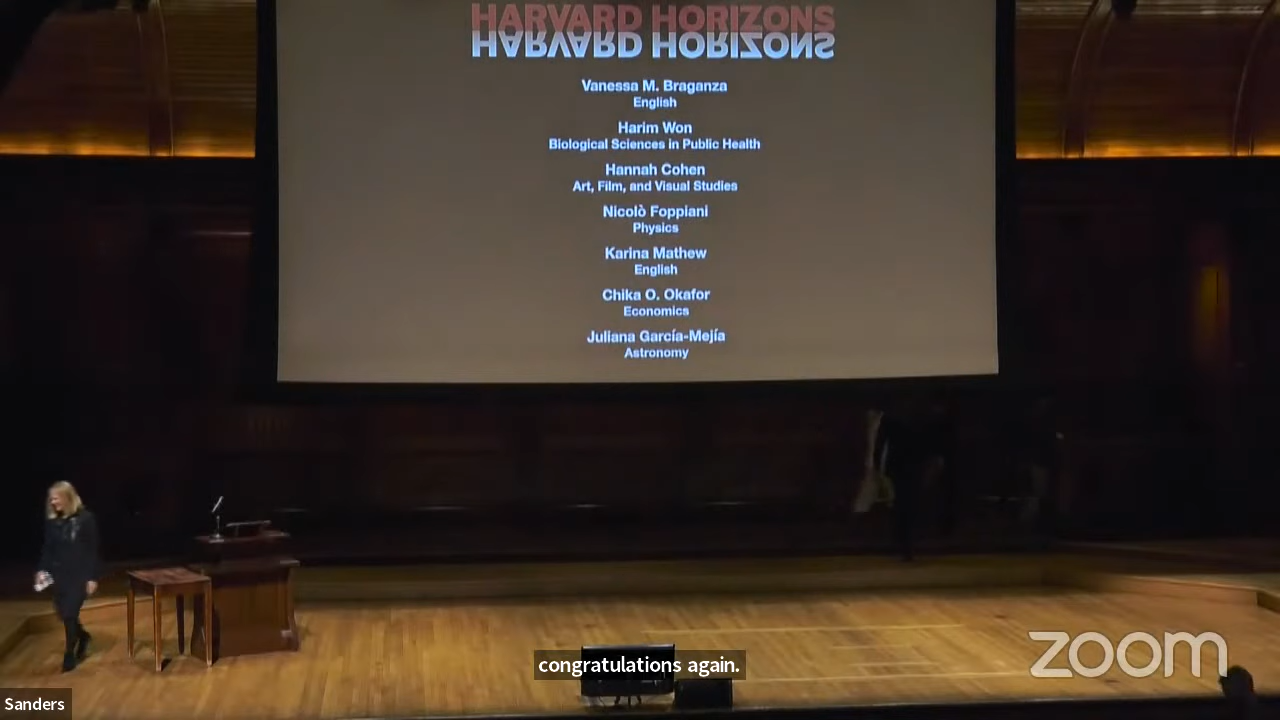 HARVARD HORIZONS
HARVARD HORIZONS
Vanessa M. Braganza
English
Harim Won
Biological Sciences in Public Health
Hannah Cohen
Art, Film, and Visual Studies
Nicolò Foppiani
Physics
Karina Mathew
English
Chika O. Okafor
Economics
Juliana García-Mejía
Astronomy
congratulations again.
zoom
Sanders